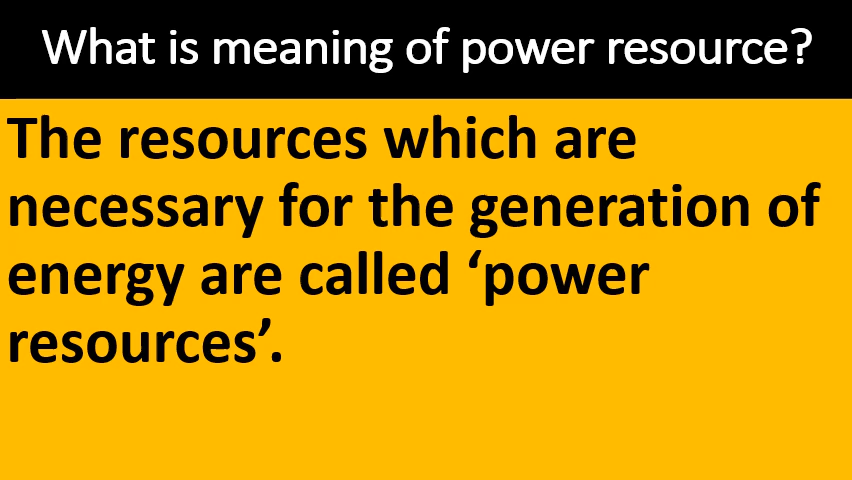 What is meaning of power resource?
The resources which are
necessary for the generation of
energy are called ‘power
resources’.